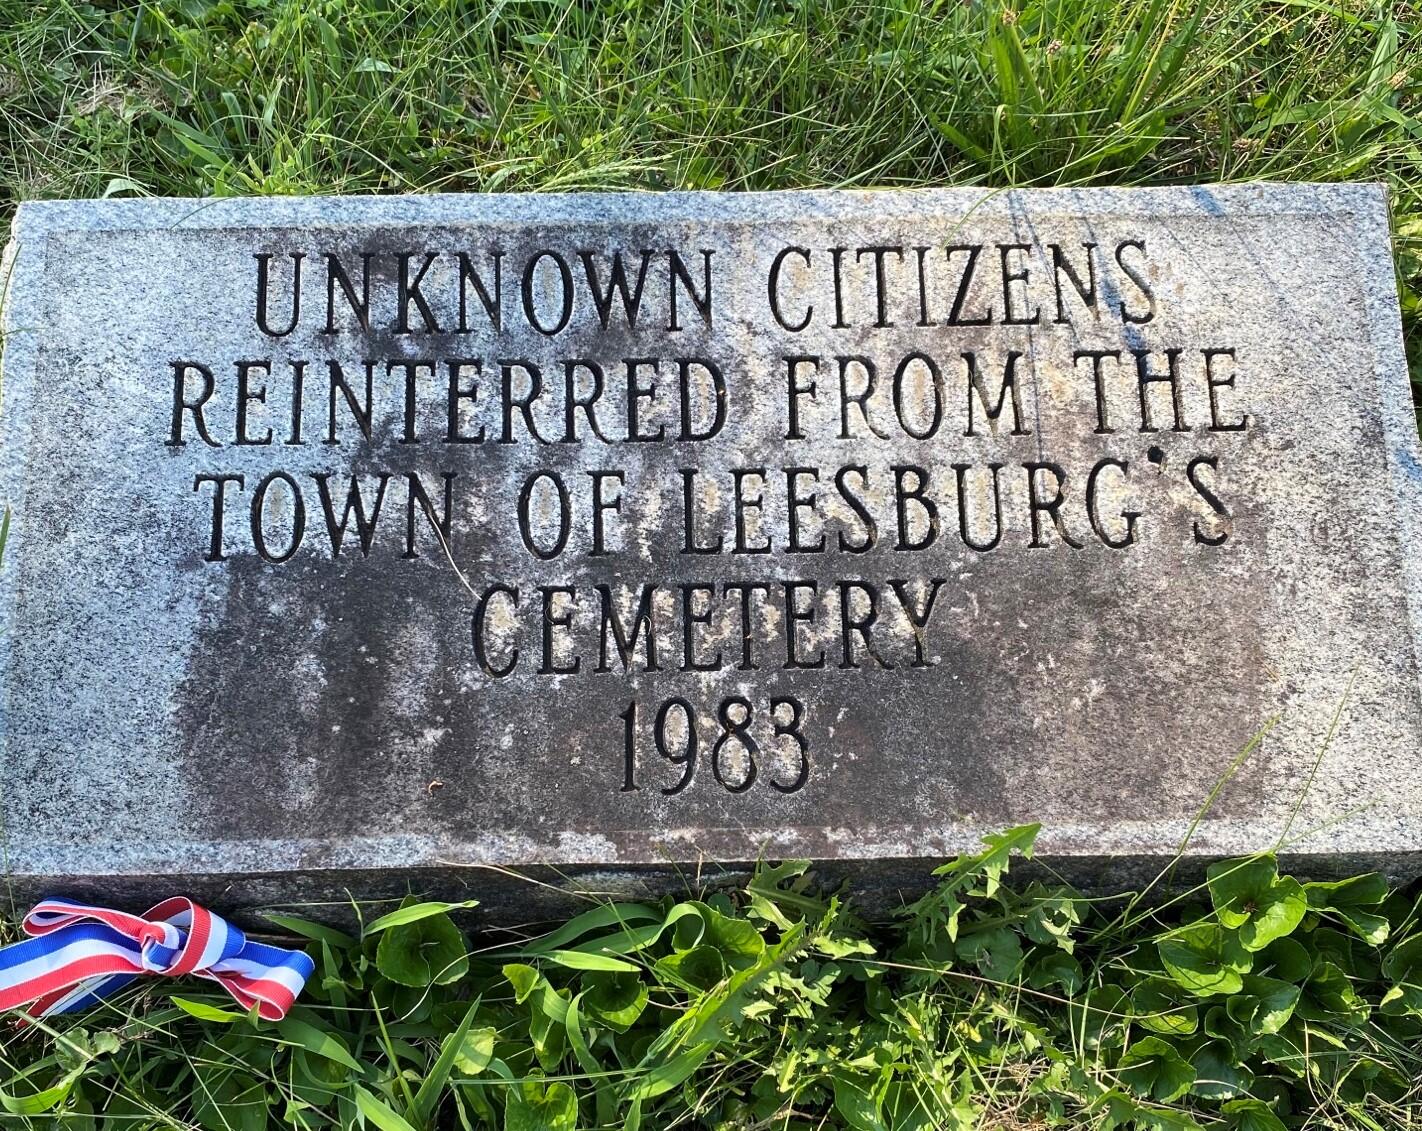 UNKNOWN CITIZENS
REINTERRED FROM THE
TOWN OF LEESBURG'S
CEMETERY
1983